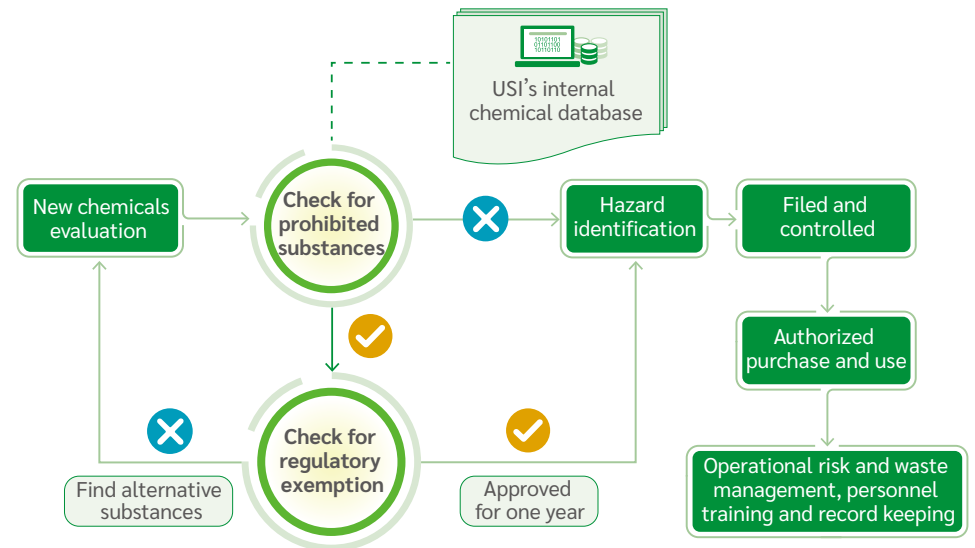 10101101
01101100
10110110
USI’s internal
chemical database
New chemicals
evaluation
Check for
prohibited
substances
Hazard
identification
Filed and
controlled
Authorized
purchase and use
Check for
regulatory
exemption
Find alternative
substances
Approved
for one year
Operational risk and waste
management, personnel
training and record keeping